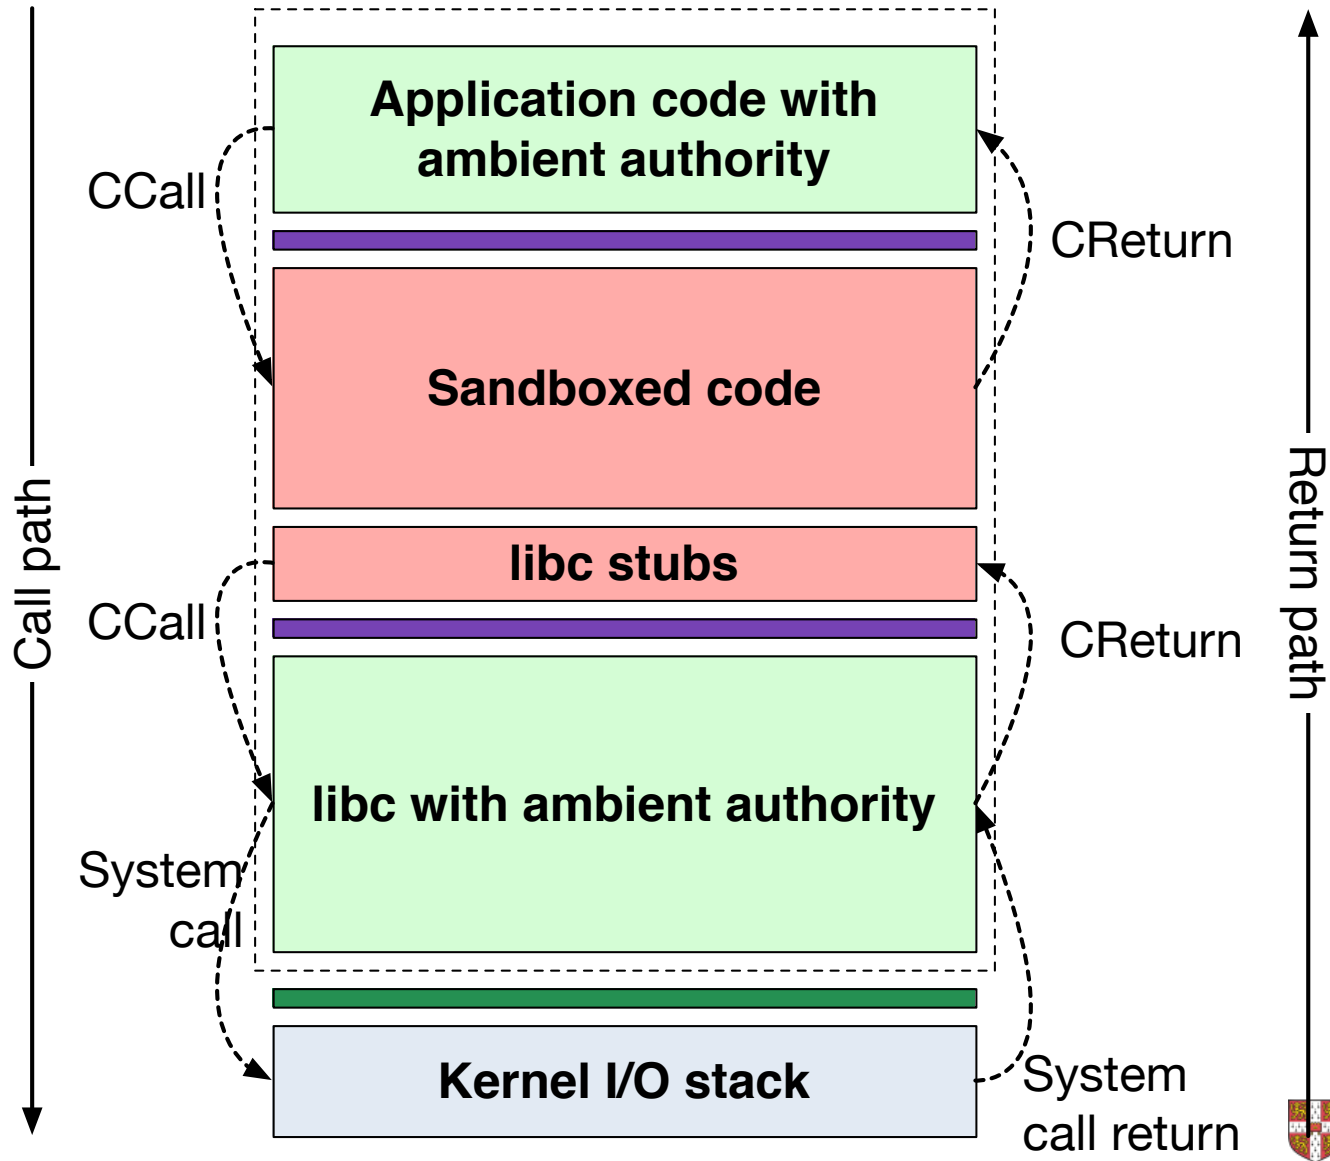 Application code with
ambient authority
CCall
CReturn
Sandboxed code
Call path
Return path
libc stubs
CCall
CReturn
libc with ambient authority
System
call
Kernel I/O stack
System
call return